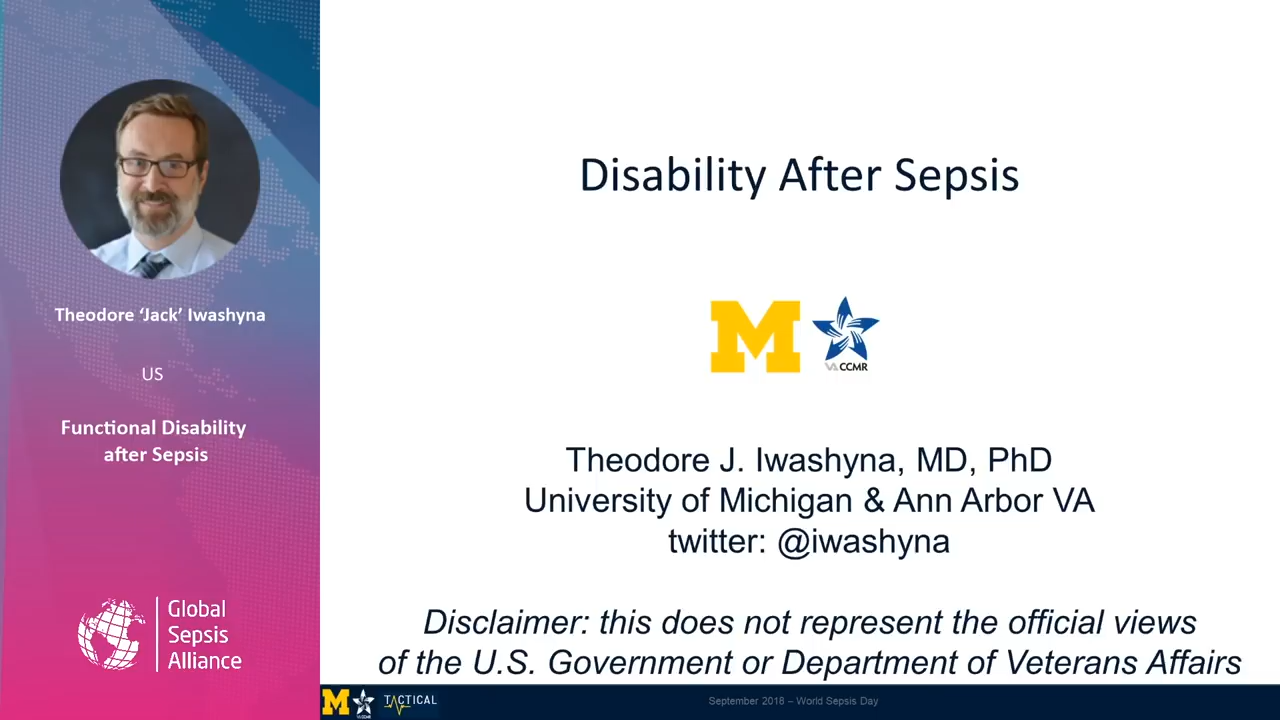 Theodore ‘Jack’ Iwashyna
US
Functional Disability
after Sepsis
Global
Sepsis
Alliance
Disability After Sepsis
M
VA CCMR
Theodore J. Iwashyna, MD, PhD
University of Michigan & Ann Arbor VA
twitter: @iwashyna
Disclaimer: this does not represent the official views
of the U.S. Government or Department of Veterans Affairs
M VA CCMR TACTICAL
September 2018 – World Sepsis Day